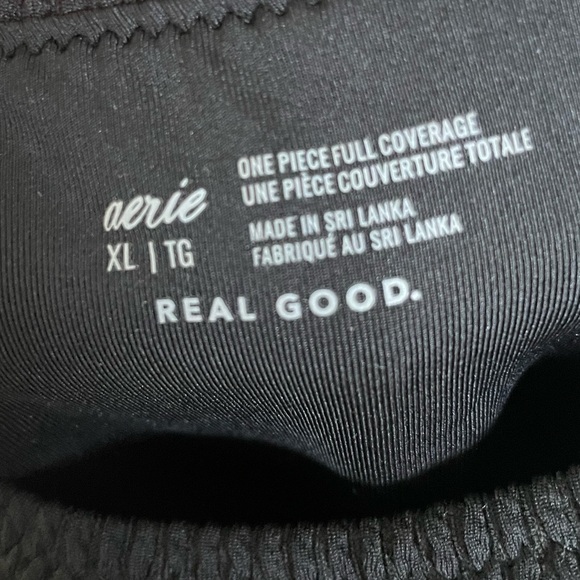 aerie
XL | TG
ONE PIECE FULL COVERAGE
UNE PIÈCE COUVERTURE TOTALE
MADE IN SRI LANKA
FABRIQUÉ AU SRI LANKA
REAL GOOD.